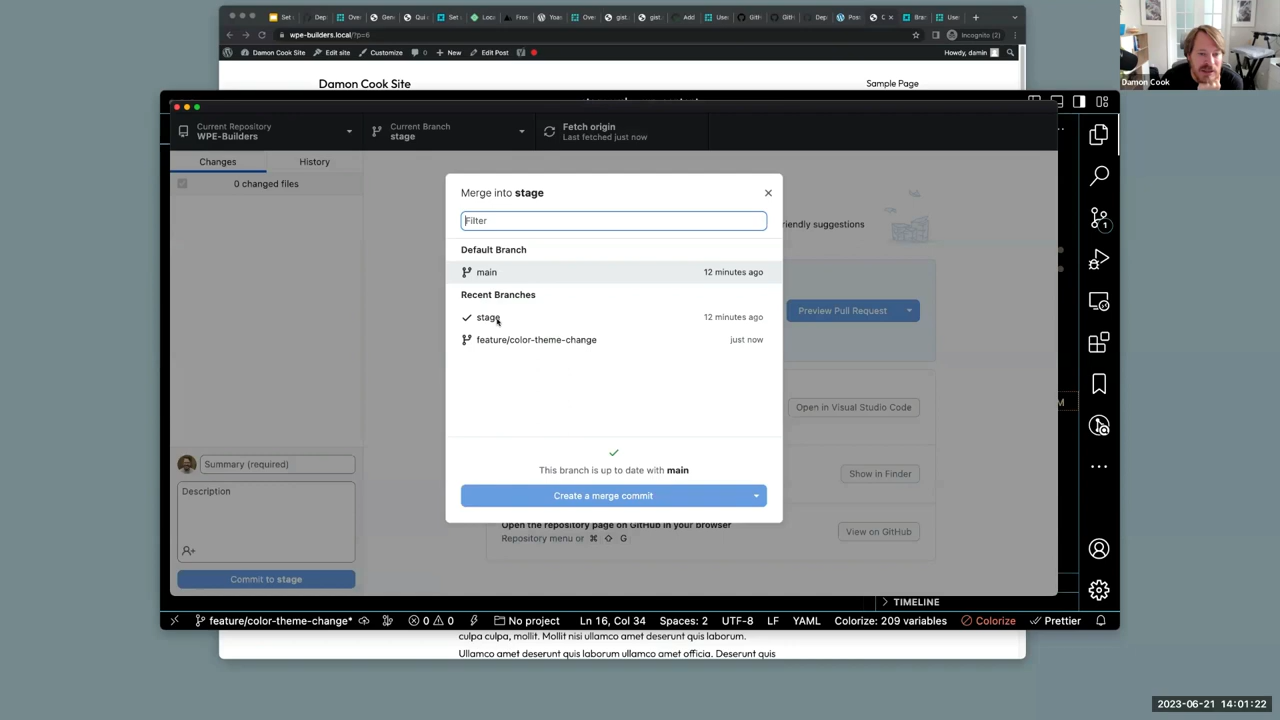 Set
Dep
Over
Gene
Qui
Set
Loca
Fros
Yoas
Over
gist.
gist
Add
Use
GitH
GitH
Dep
Pos
C
Bra
Use
wpe-builders.local/?p=6
Incognito (2)
Damon Cook Site
Edit site
Customize
0
New
Edit Post
Howdy, damin
Damon Cook Site
Sample Page
Damon Cook
Current Repository
WPE-Builders
Current Branch
stage
Fetch origin
Last fetched just now
Changes
History
0 changed files
Merge into stage
Filter
riendly suggestions
Default Branch
main
12 minutes ago
Recent Branches
stage
12 minutes ago
Preview Pull Request
feature/color-theme-change
just now
Open in Visual Studio Code
M
This branch is up to date with main
Show in Finder
Create a merge commit
Summary (required)
Description
Open the repository page on GitHub in your browser
Repository menu or ⌘ ⇧ G
View on GitHub
Commit to stage
1
TIMELINE
feature/color-theme-change*
0
0
No project
Ln 16, Col 34
Spaces: 2
UTF-8
LF
YAML
Colorize: 209 variables
Colorize
Prettier
culpa culpa, mollit. Mollit nisi ullamco amet deserunt quis laborum.
Ullamco amet deserunt quis laborum ullamco amet officia. Deserunt quis
2023-06-21 14:01:22